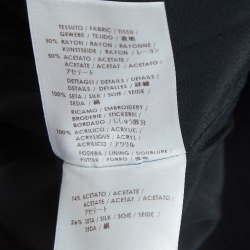 TESSUTO / FABRIC / TISSU /
GEWEBE / TEJIDO / 表地
50% RAYON / RAYON / RAYONNE /
KUNSTSEIDE / RAYON / レーヨン
50% ACETATO / ACETATE /
ACETATE / ACETAT / ACETATO /
アセテート
DETTAGLI / DETAILS / DETAILS /
DETAILS / DETALLES / 詳細
100% SETA / SILK / SOIE / SEIDE /
SEDA / 絹
RICAMO / EMBROIDERY /
BRODERIE / STICKEREI /
BORDADO / ししゅう部分
100% ACRILICO / ACRYLIC /
ACRYLIQUE / ACRYL /
ACRILICO / アクリル
FODERA / LINING / DOUBLURE /
FUTTER / FORRO / 裏地
74% ACETATO / ACETATE /
ACETATE / ACETAT / ACETATO /
アセテート
26% SETA / SILK / SOIE / SEIDE /
SEDA / 絹